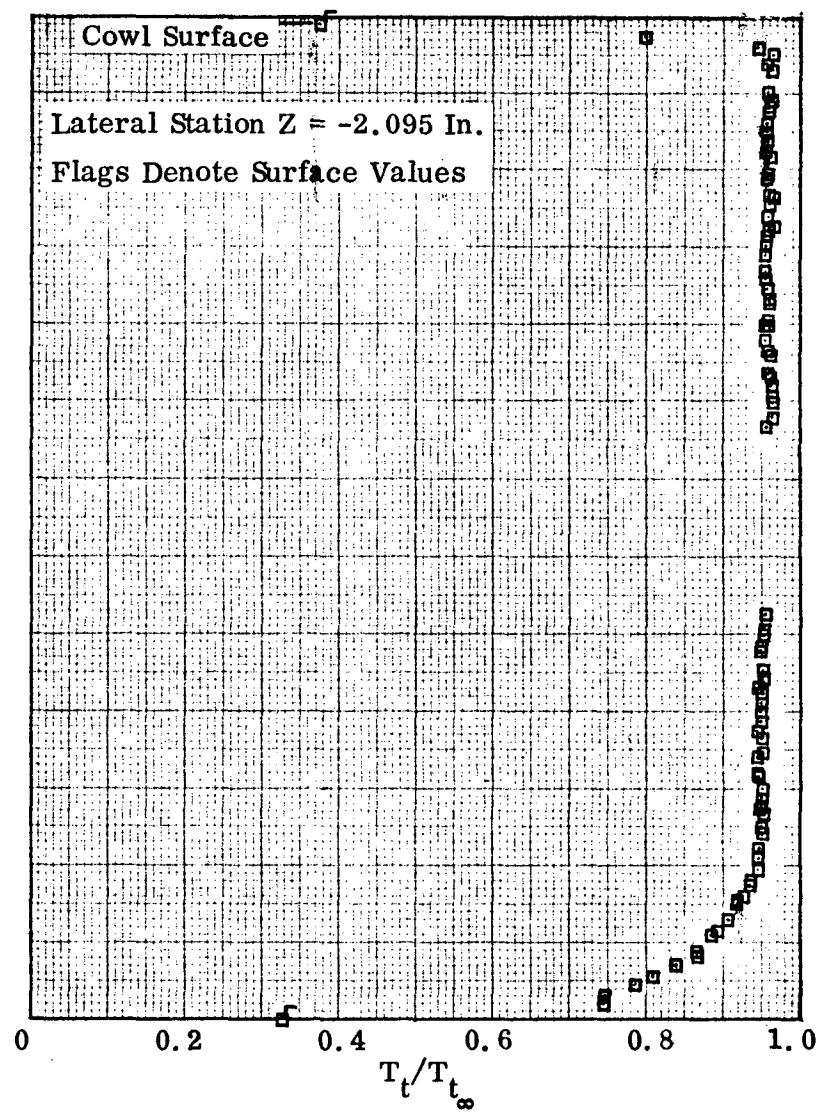 Cowl Surface
Lateral Station Z = -2.095 In.
Flags Denote Surface Values
0 0.2 0.4 0.6 0.8 1.0
T_t/T_t_∞